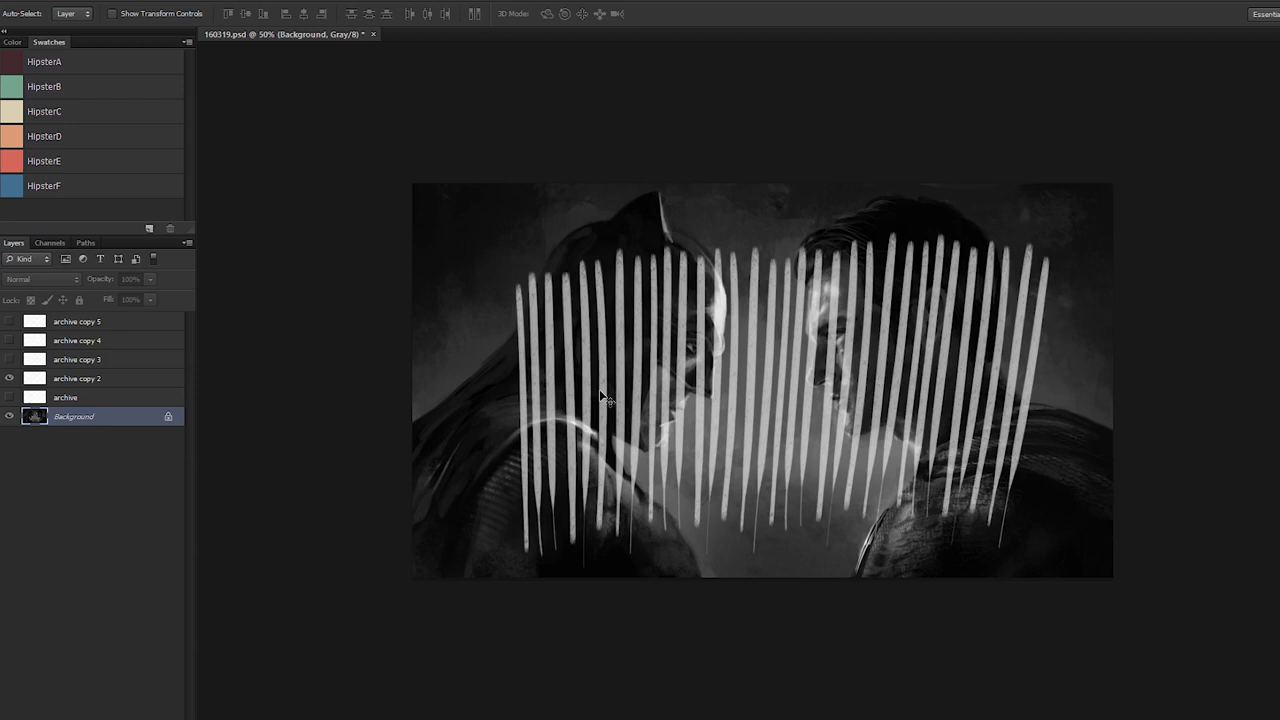 Auto-Select: Layer Show Transform Controls 3D Mode: Essentia
160319.psd @ 50% (Background, Gray/8) * ×
Color Swatches
HipsterA
HipsterB
HipsterC
HipsterD
HipsterE
HipsterF
Layers Channels Paths
Kind
Normal Opacity: 100%
Lock: Fill: 100%
archive copy 5
archive copy 4
archive copy 3
archive copy 2
archive
Background